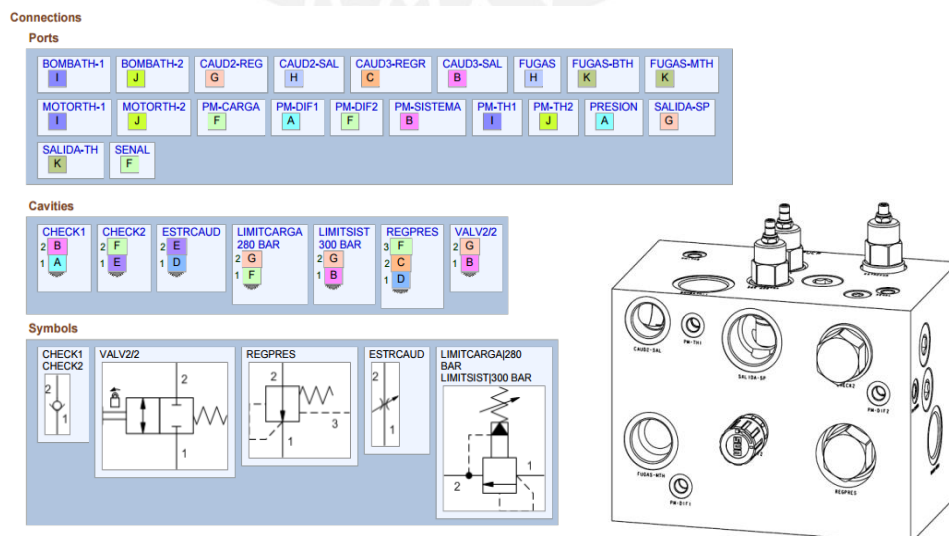 Connections
Ports
BOMBATH-1 BOMBATH-2 CAUD2-REG CAUD2-SAL CAUD3-REGR CAUD3-SAL FUGAS FUGAS-BTH FUGAS-MTH
I J G H C B H K K
MOTORTH-1 MOTORTH-2 PM-CARGA PM-DIF1 PM-DIF2 PM-SISTEMA PM-TH1 PM-TH2 PRESION SALIDA-SP
I J F A F B I J A G
SALIDA-TH SENAL
K F
Cavities
CHECK1 CHECK2 ESTRCAUD LIMITCARGA LIMITSIST REGPRES VALV2/2
280 BAR 300 BAR
2 B 2 F 2 E 2 G 2 G 3 F 2 G
1 A 1 E 1 D 1 F 1 B 2 C 1 B
1 D
Symbols
CHECK1 VALV2/2 REGPRES ESTRCAUD LIMITCARGA|280
CHECK2 BAR
LIMITSIST|300 BAR
2 1
2 1
2 3 1
2 1
1 2
CAUD2-SAL
PM-TH1
SALIDA-SP
PM-DIF2
FUGAS-MTH
PM-DIF1
REGPRES